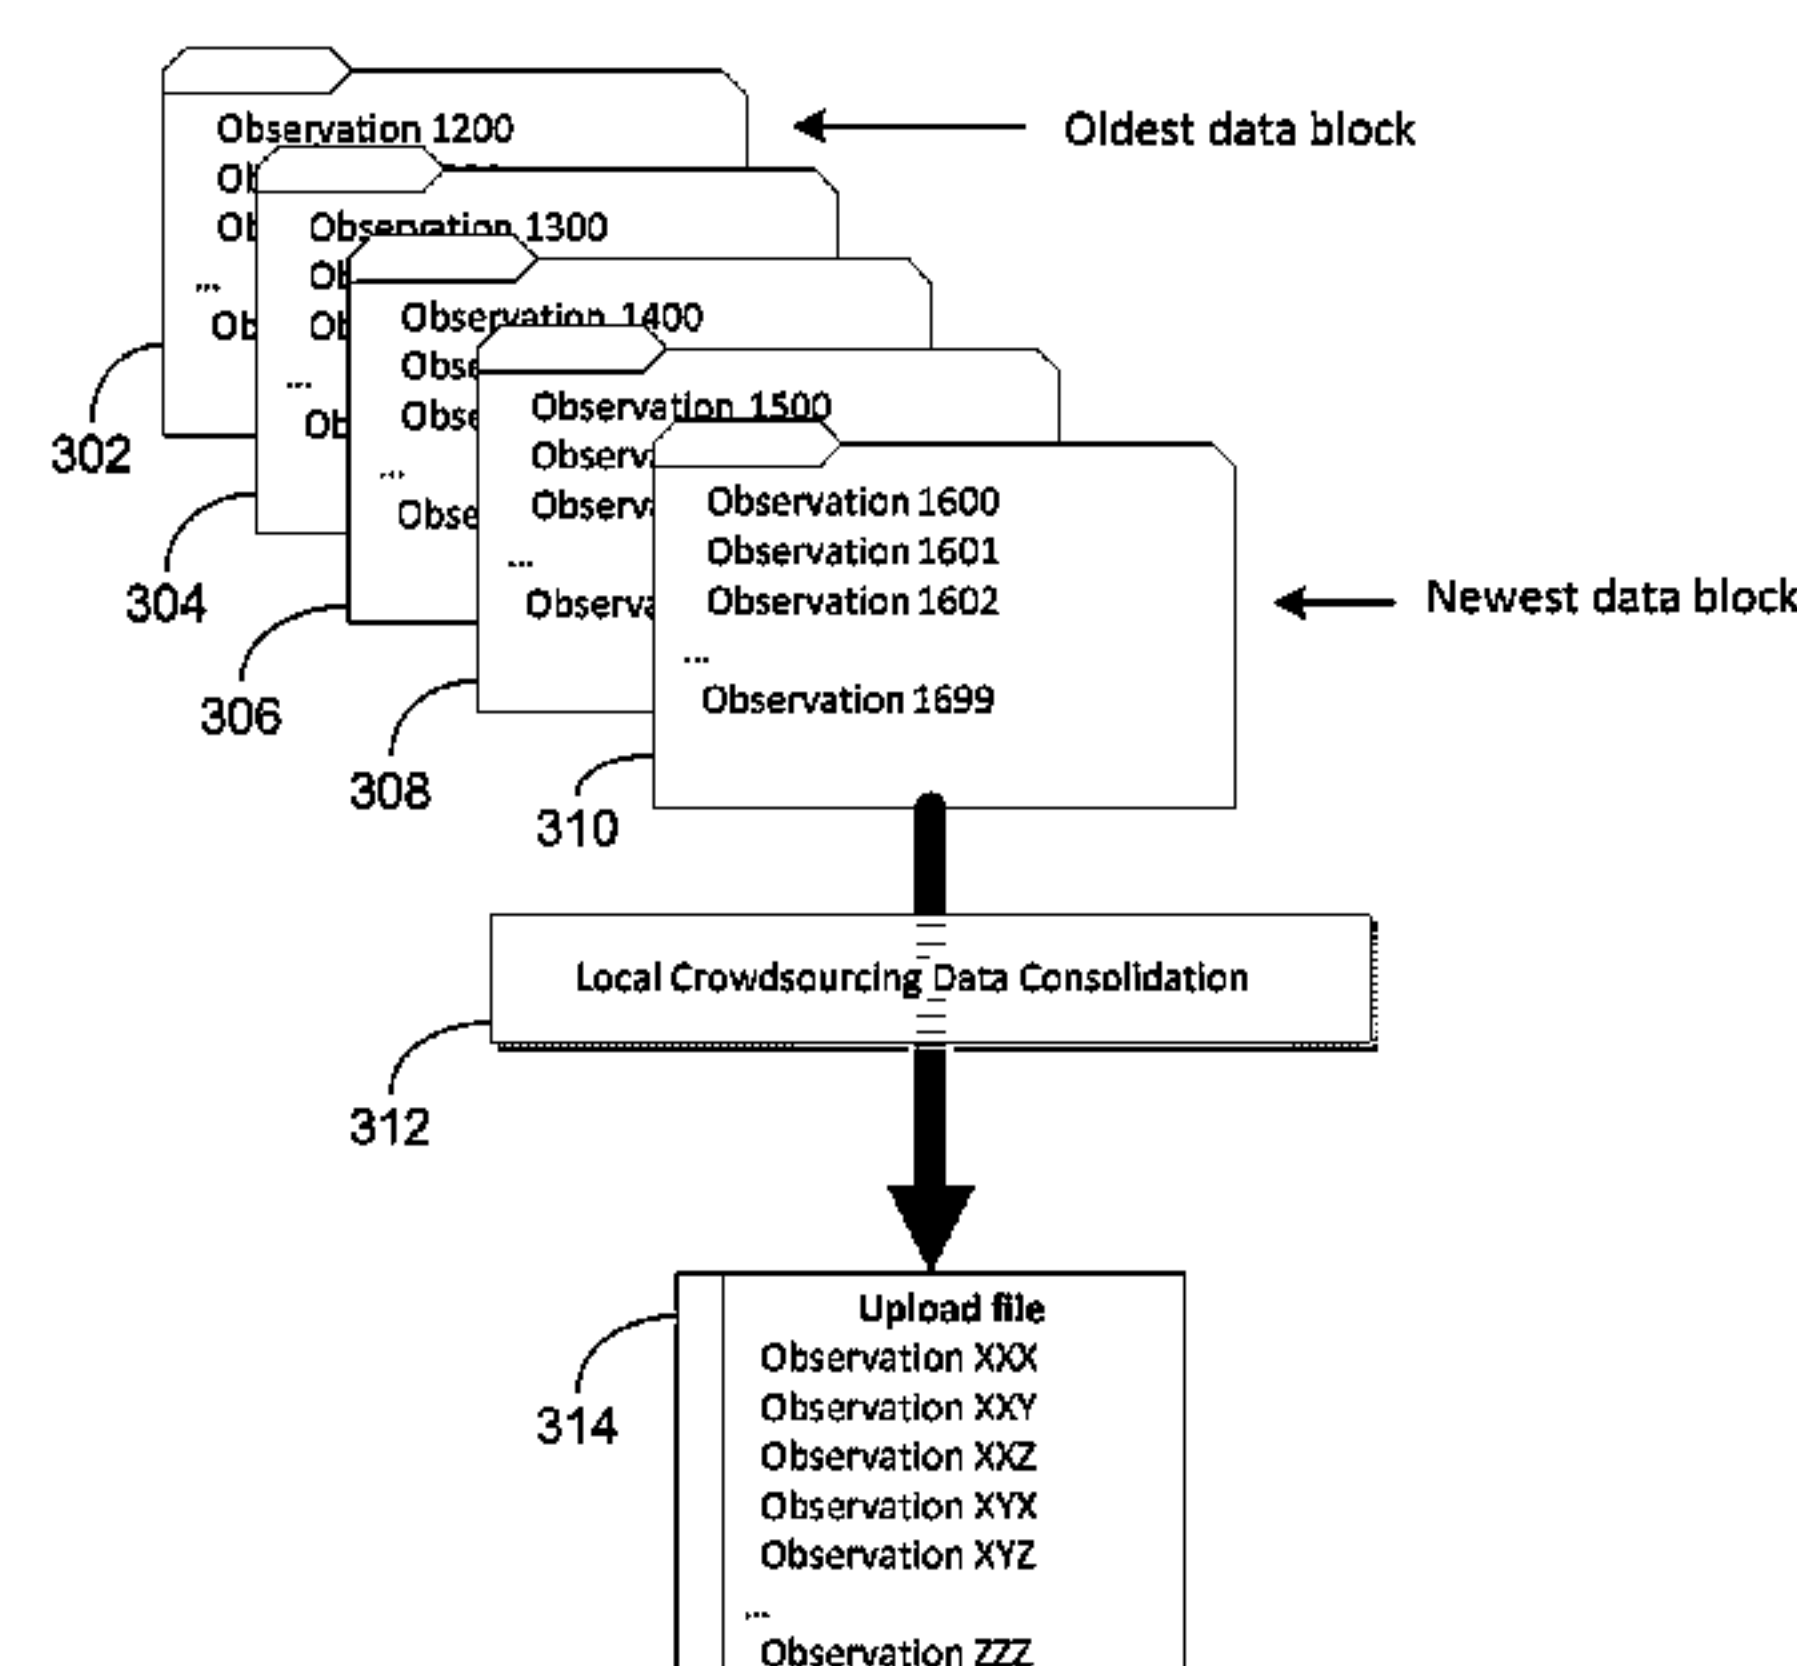 Observation 1200
Oldest data block
Observation 1300
Observation 1400
Observation 1500
Observation 1600
Observation 1601
Observation 1602
...
Observation 1699
Newest data block
302
304
306
308
310
Local Crowdsourcing Data Consolidation
312
Upload file
Observation XXX
Observation XXY
Observation XXZ
Observation XYX
Observation XYZ
...
Observation ZZZ
314